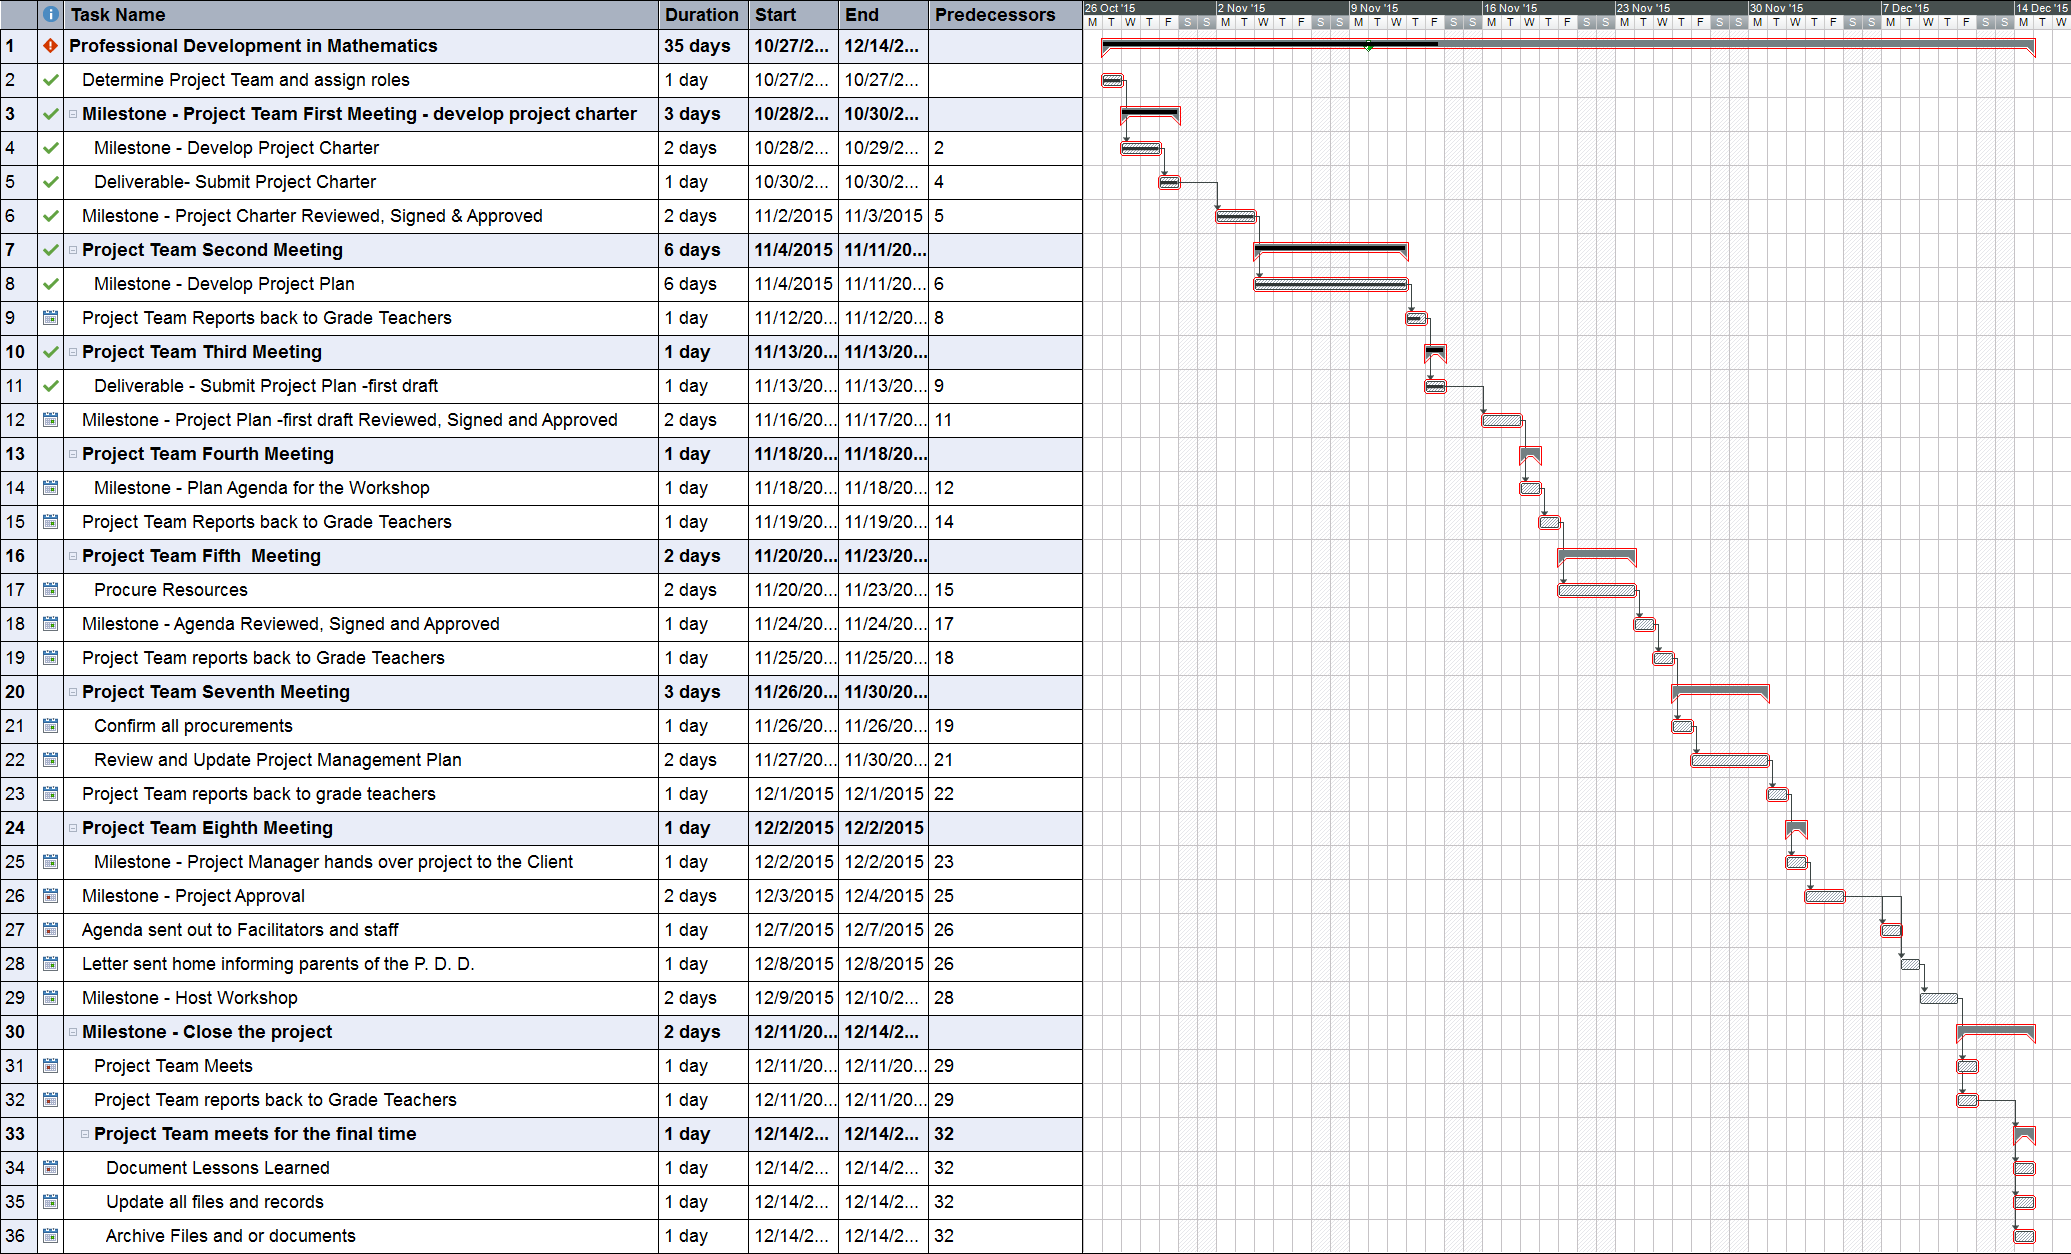 Task Name Duration Start End Predecessors
26 Oct '15 2 Nov '15 9 Nov '15 16 Nov '15 23 Nov '15 30 Nov '15 7 Dec '15 14 Dec '15
M T W T F S S M T W T F S S M T W T F S S M T W T F S S M T W T F S S M T W T F S S M T W T F S S M T W
1 Professional Development in Mathematics 35 days 10/27/2... 12/14/2...
2 Determine Project Team and assign roles 1 day 10/27/2... 10/27/2...
3 Milestone - Project Team First Meeting - develop project charter 3 days 10/28/2... 10/30/2...
4 Milestone - Develop Project Charter 2 days 10/28/2... 10/29/2... 2
5 Deliverable- Submit Project Charter 1 day 10/30/2... 10/30/2... 4
6 Milestone - Project Charter Reviewed, Signed & Approved 2 days 11/2/2015 11/3/2015 5
7 Project Team Second Meeting 6 days 11/4/2015 11/11/20...
8 Milestone - Develop Project Plan 6 days 11/4/2015 11/11/20... 6
9 Project Team Reports back to Grade Teachers 1 day 11/12/20... 11/12/20... 8
10 Project Team Third Meeting 1 day 11/13/20... 11/13/20...
11 Deliverable - Submit Project Plan -first draft 1 day 11/13/20... 11/13/20... 9
12 Milestone - Project Plan -first draft Reviewed, Signed and Approved 2 days 11/16/20... 11/17/20... 11
13 Project Team Fourth Meeting 1 day 11/18/20... 11/18/20...
14 Milestone - Plan Agenda for the Workshop 1 day 11/18/20... 11/18/20... 12
15 Project Team Reports back to Grade Teachers 1 day 11/19/20... 11/19/20... 14
16 Project Team Fifth  Meeting 2 days 11/20/20... 11/23/20...
17 Procure Resources 2 days 11/20/20... 11/23/20... 15
18 Milestone - Agenda Reviewed, Signed and Approved 1 day 11/24/20... 11/24/20... 17
19 Project Team reports back to Grade Teachers 1 day 11/25/20... 11/25/20... 18
20 Project Team Seventh Meeting 3 days 11/26/20... 11/30/20...
21 Confirm all procurements 1 day 11/26/20... 11/26/20... 19
22 Review and Update Project Management Plan 2 days 11/27/20... 11/30/20... 21
23 Project Team reports back to grade teachers 1 day 12/1/2015 12/1/2015 22
24 Project Team Eighth Meeting 1 day 12/2/2015 12/2/2015
25 Milestone - Project Manager hands over project to the Client 1 day 12/2/2015 12/2/2015 23
26 Milestone - Project Approval 2 days 12/3/2015 12/4/2015 25
27 Agenda sent out to Facilitators and staff 1 day 12/7/2015 12/7/2015 26
28 Letter sent home informing parents of the P. D. D. 1 day 12/8/2015 12/8/2015 26
29 Milestone - Host Workshop 2 days 12/9/2015 12/10/2... 28
30 Milestone - Close the project 2 days 12/11/20... 12/14/2...
31 Project Team Meets 1 day 12/11/20... 12/11/20... 29
32 Project Team reports back to Grade Teachers 1 day 12/11/20... 12/11/20... 29
33 Project Team meets for the final time 1 day 12/14/2... 12/14/2... 32
34 Document Lessons Learned 1 day 12/14/2... 12/14/2... 32
35 Update all files and records 1 day 12/14/2... 12/14/2... 32
36 Archive Files and or documents 1 day 12/14/2... 12/14/2... 32